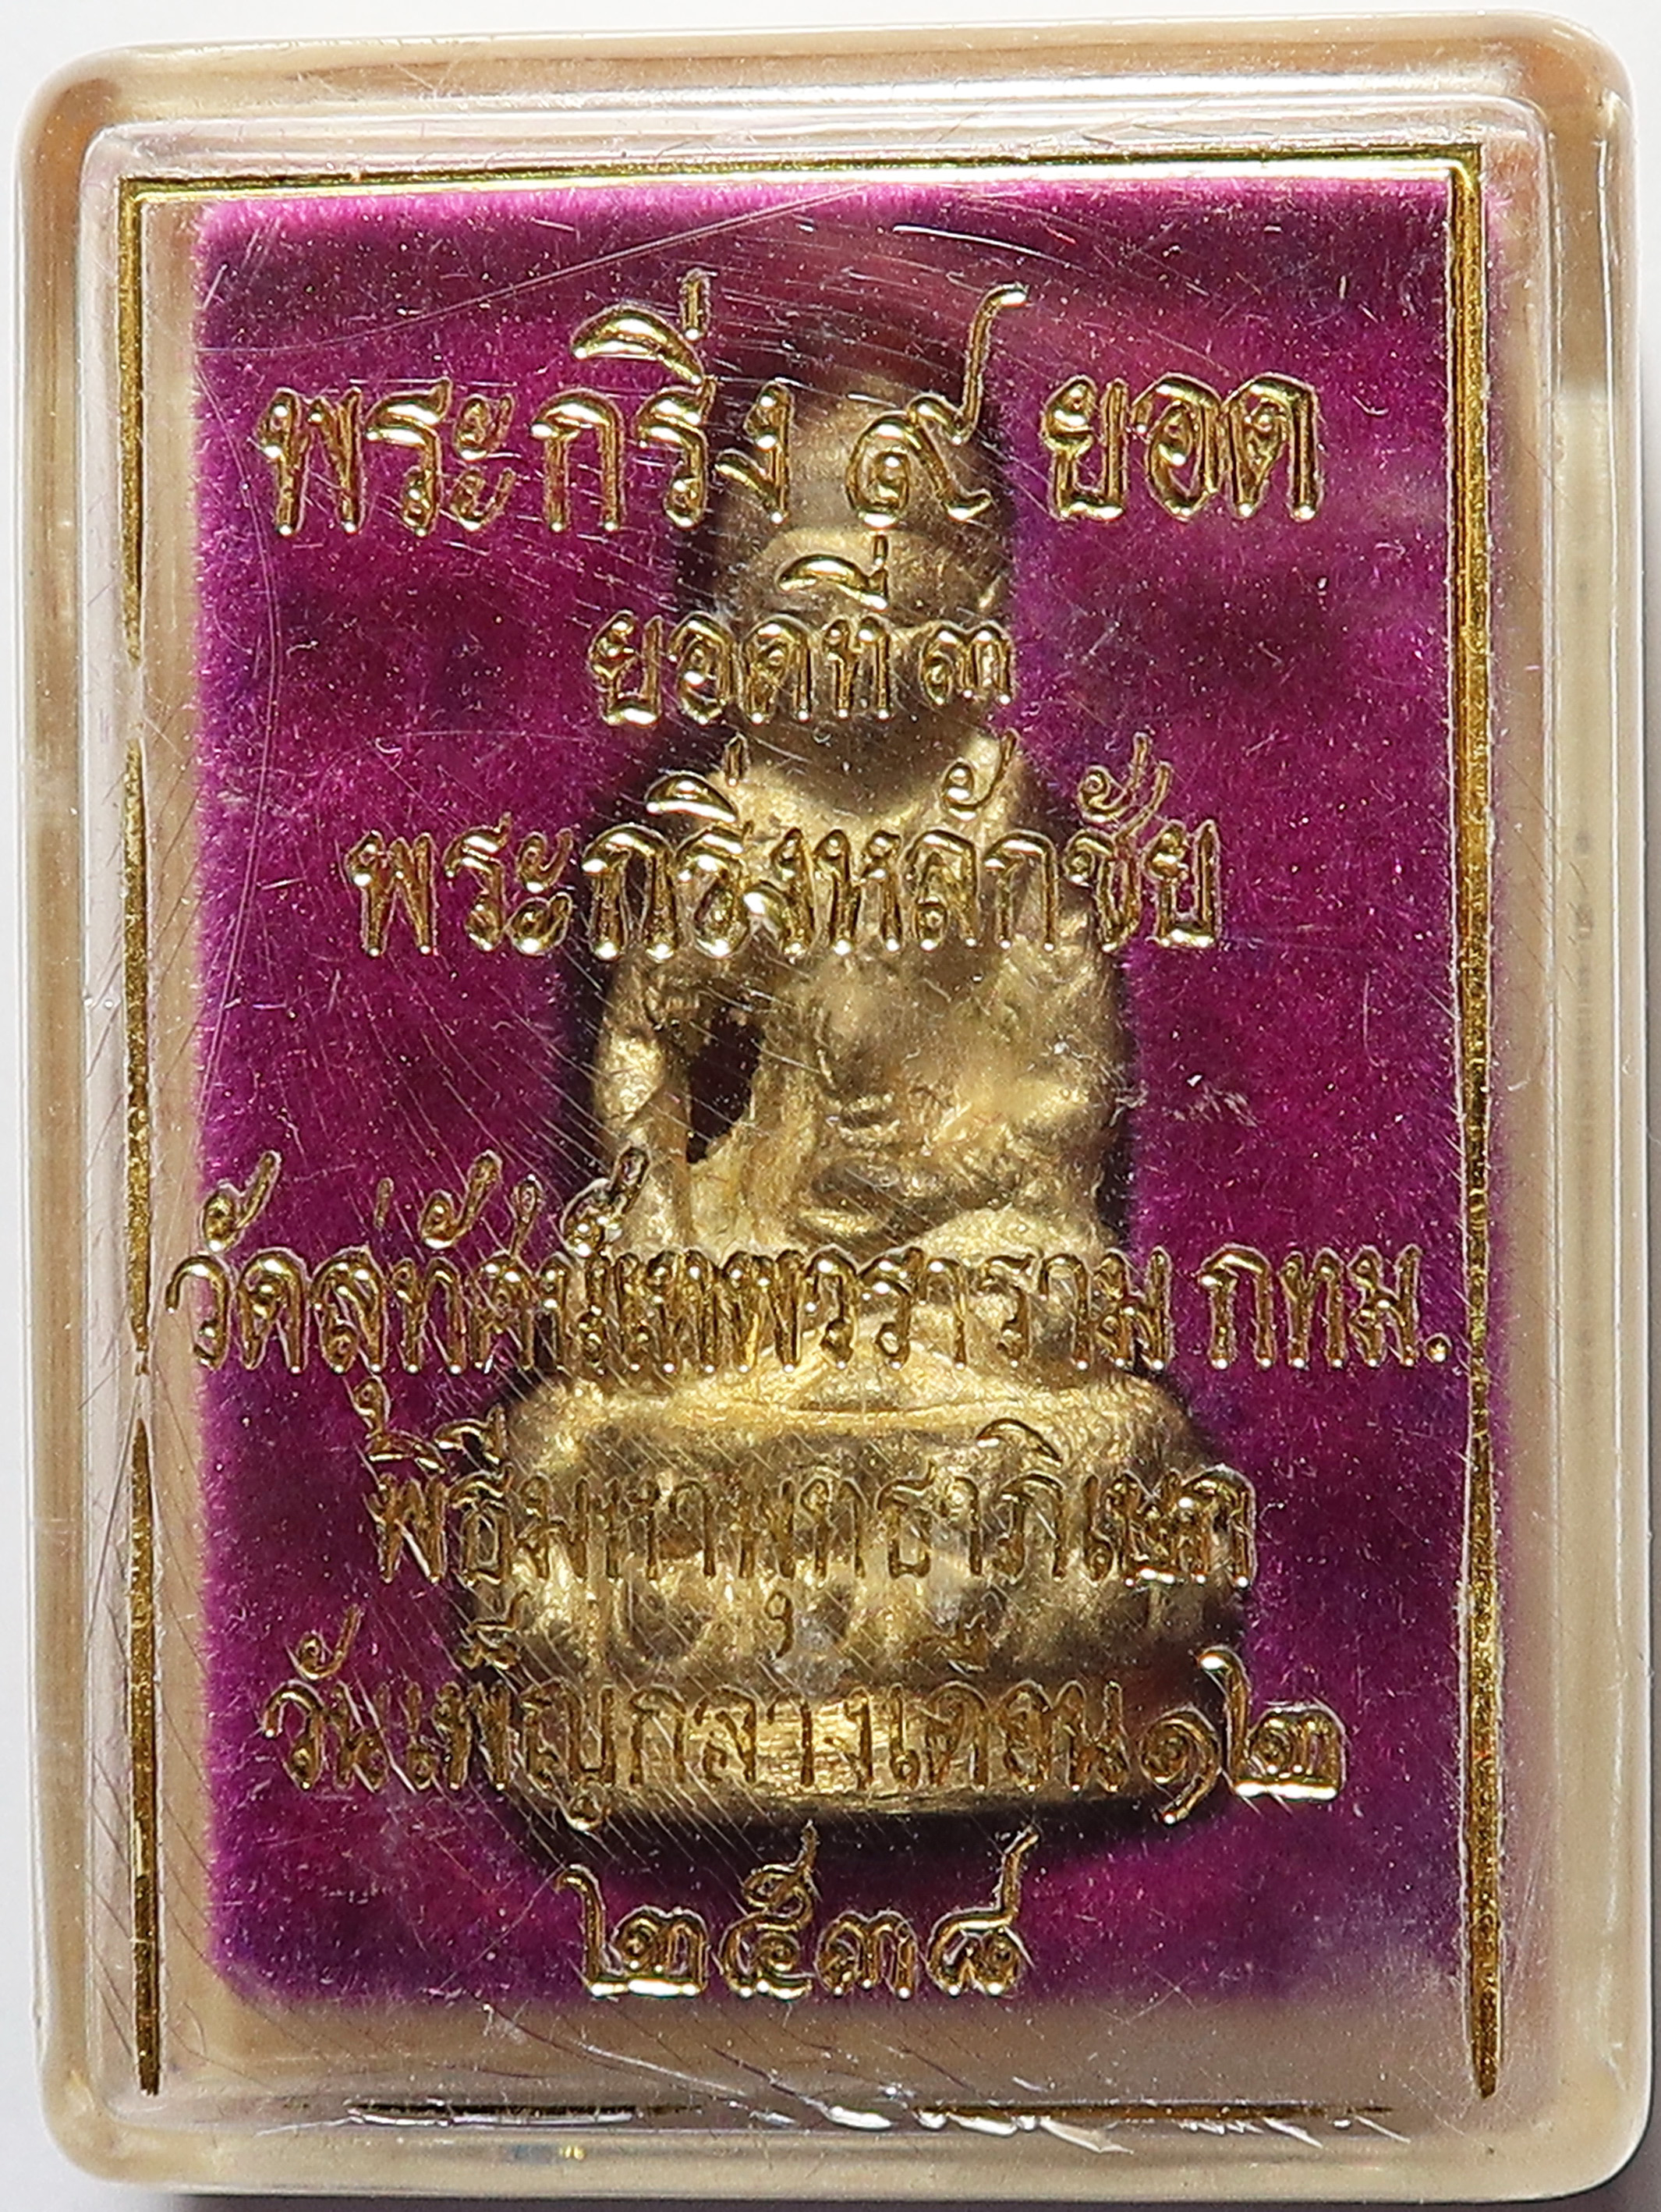 พระกริ่ง ๙ ยอด
ยอดที่ ๓
พระกริ่งหลักชัย
วัดสุทัศน์เทพวราราม กทม.
พิธีมหาพุทธาภิเษก
วันเพ็ญกลางเดือน ๑๒
๒๕๓๘